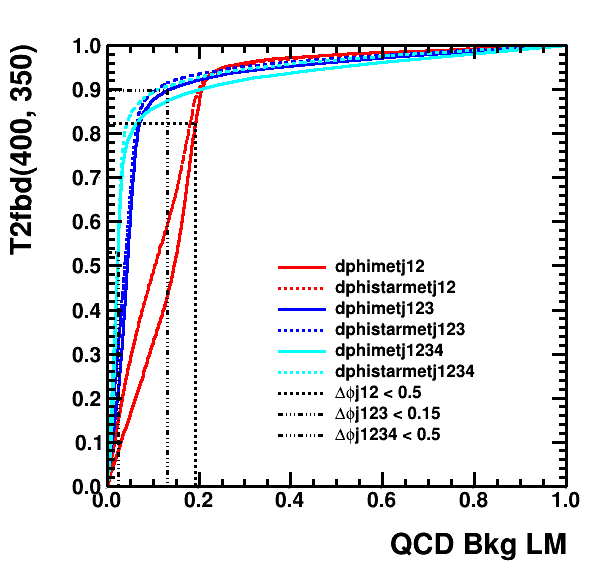 T2fbd(400, 350)
1.0
0.9
0.8
0.7
0.6
0.5
0.4
0.3
0.2
0.1
0.0
dphimetj12
dphistarmetj12
dphimetj123
dphistarmetj123
dphimetj1234
dphistarmetj1234
Δϕj12 < 0.5
Δϕj123 < 0.15
Δϕj1234 < 0.5
0.0 0.2 0.4 0.6 0.8 1.0
QCD Bkg LM